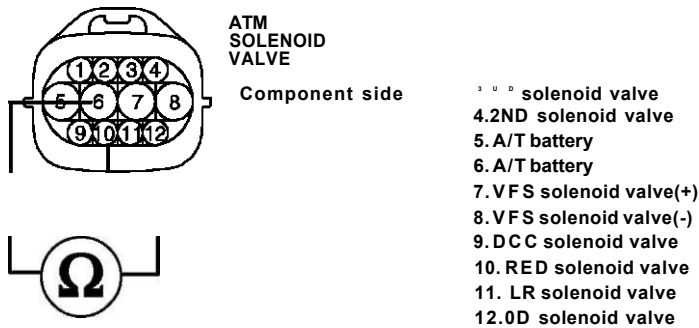 ATM
SOLENOID
VALVE
Component side
1 2 3 4
5 6 7 8
9 10 11 12
Ω
solenoid valve
4.2ND solenoid valve
5. A/T battery
6. A/T battery
7. VFS solenoid valve(+)
8. VFS solenoid valve(-)
9. DCC solenoid valve
10. RED solenoid valve
11. LR solenoid valve
12.0D solenoid valve